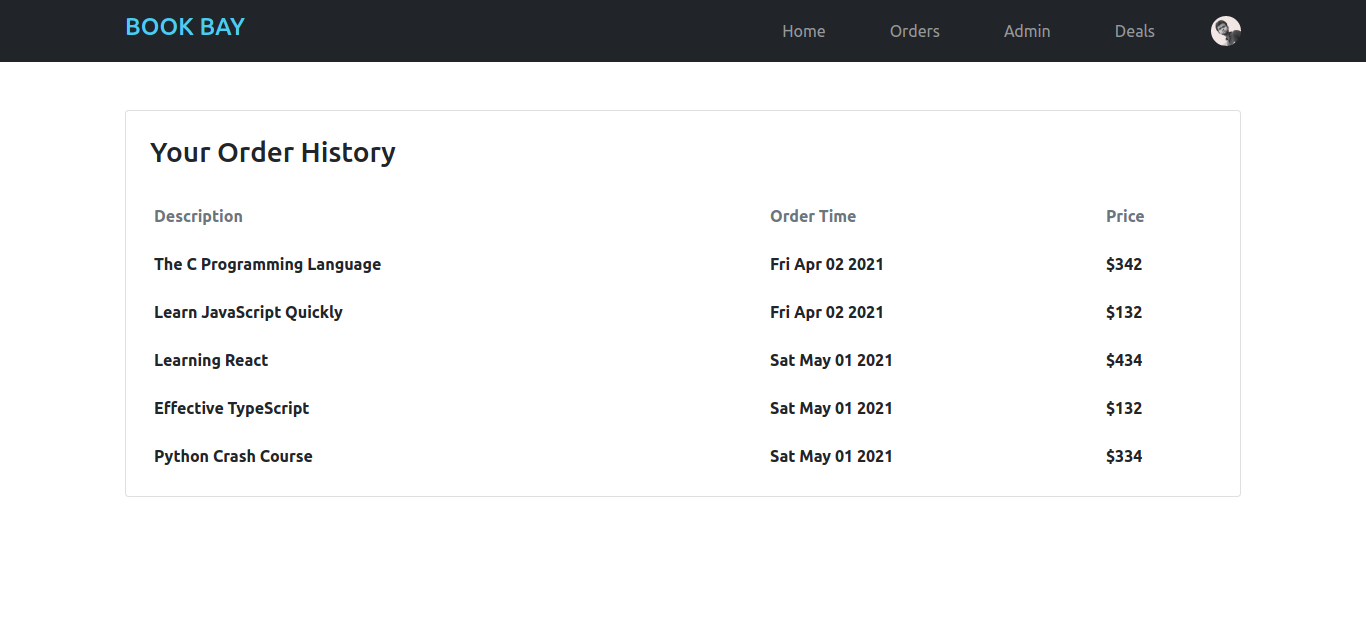 BOOK BAY Home Orders Admin Deals
Your Order History
Description Order Time Price
The C Programming Language Fri Apr 02 2021 $342
Learn JavaScript Quickly Fri Apr 02 2021 $132
Learning React Sat May 01 2021 $434
Effective TypeScript Sat May 01 2021 $132
Python Crash Course Sat May 01 2021 $334